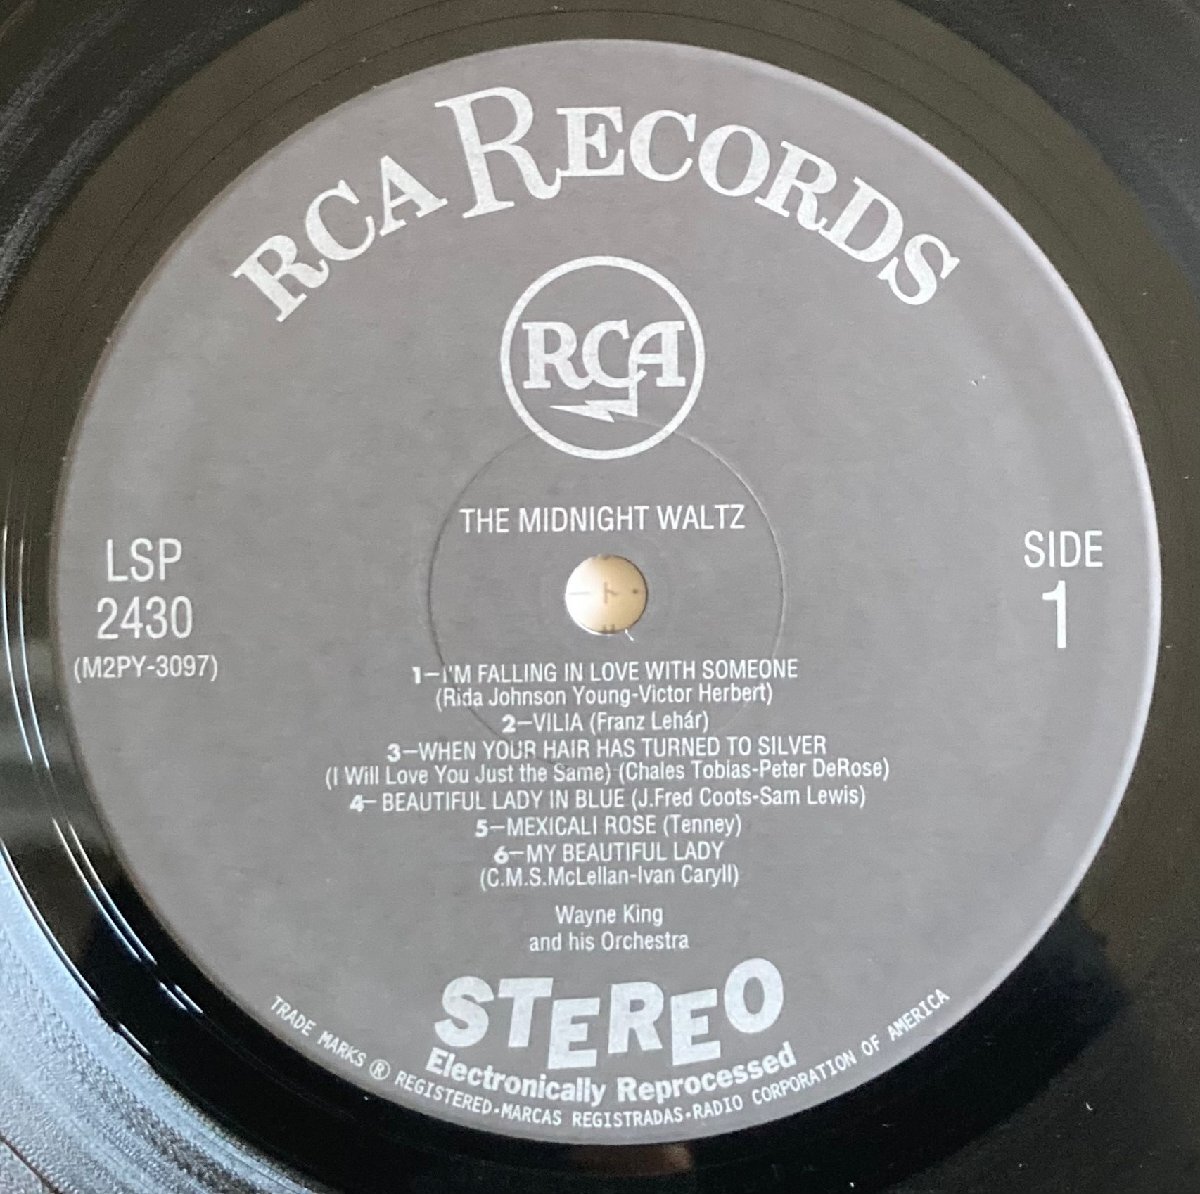 RCA RECORDS
RCA
THE MIDNIGHT WALTZ
LSP
2430
(M2PY-3097)
SIDE
1
ト
1—I'M FALLING IN LOVE WITH SOMEONE
(Rida Johnson Young-Victor Herbert)
2—VILIA (Franz Lehár)
3—WHEN YOUR HAIR HAS TURNED TO SILVER
(I Will Love You Just the Same) (Chales Tobias-Peter DeRose)
4—BEAUTIFUL LADY IN BLUE (J.Fred Coots-Sam Lewis)
5—MEXICALI ROSE (Tenney)
6—MY BEAUTIFUL LADY
(C.M.S.McLellan-Ivan Caryll)
Wayne King
and his Orchestra
STEREO
Electronically Reprocessed
TRADE MARKS ® REGISTERED•MARCAS REGISTRADAS•RADIO CORPORATION OF AMERICA